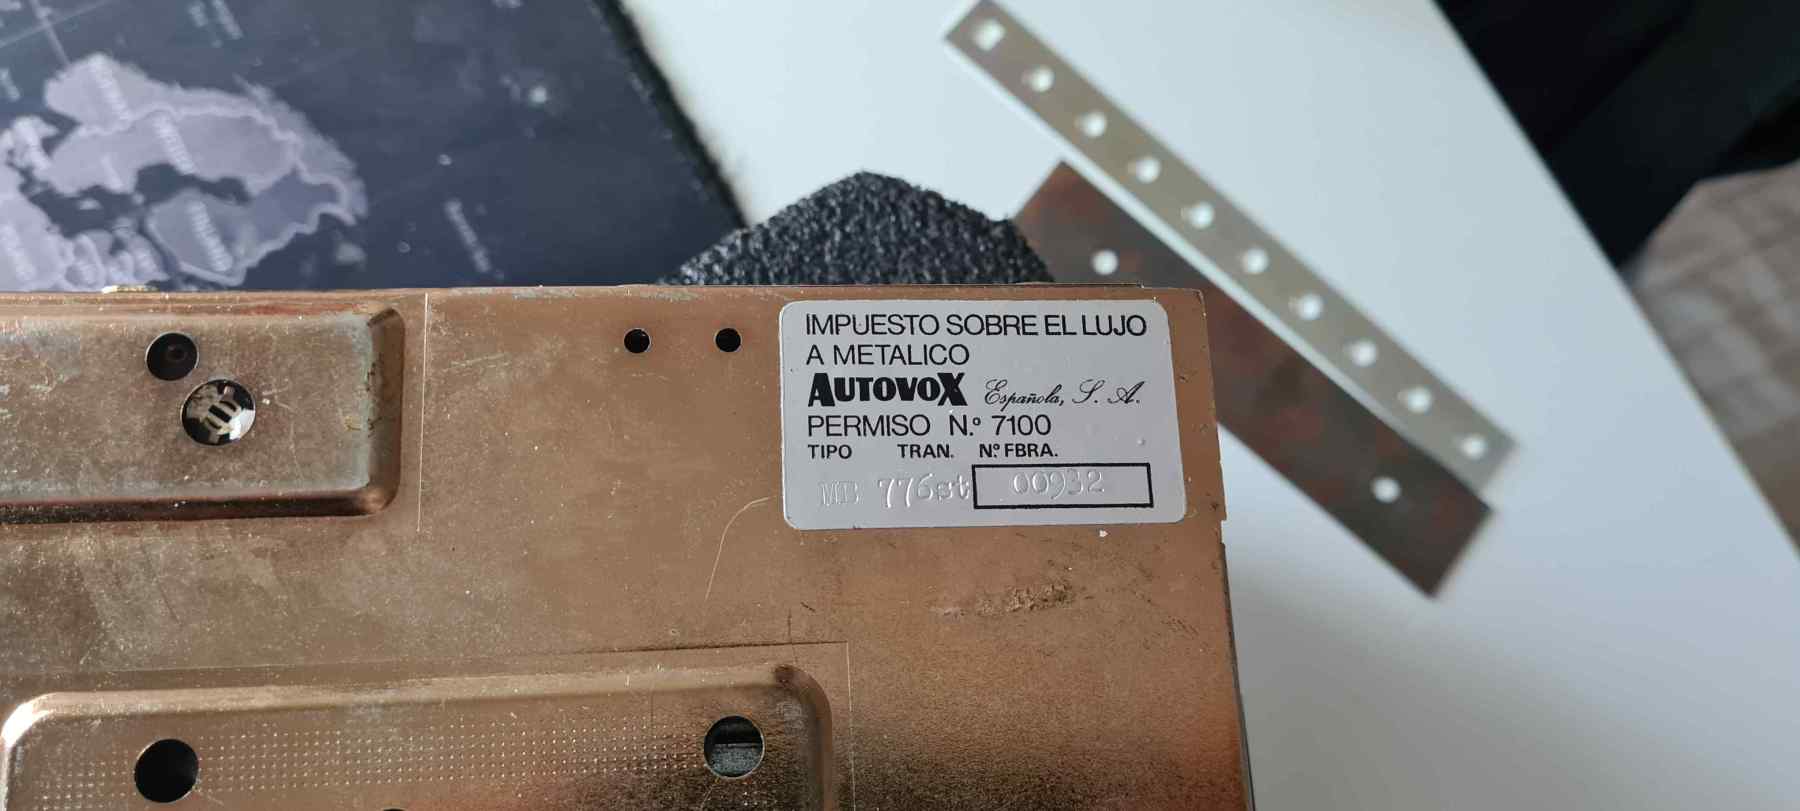 IMPUESTO SOBRE EL LUJO
A METALICO
AUTOVOX Española, S. A.
PERMISO N.º 7100
TIPO TRAN. Nº FBRA.
MB 776st 00932